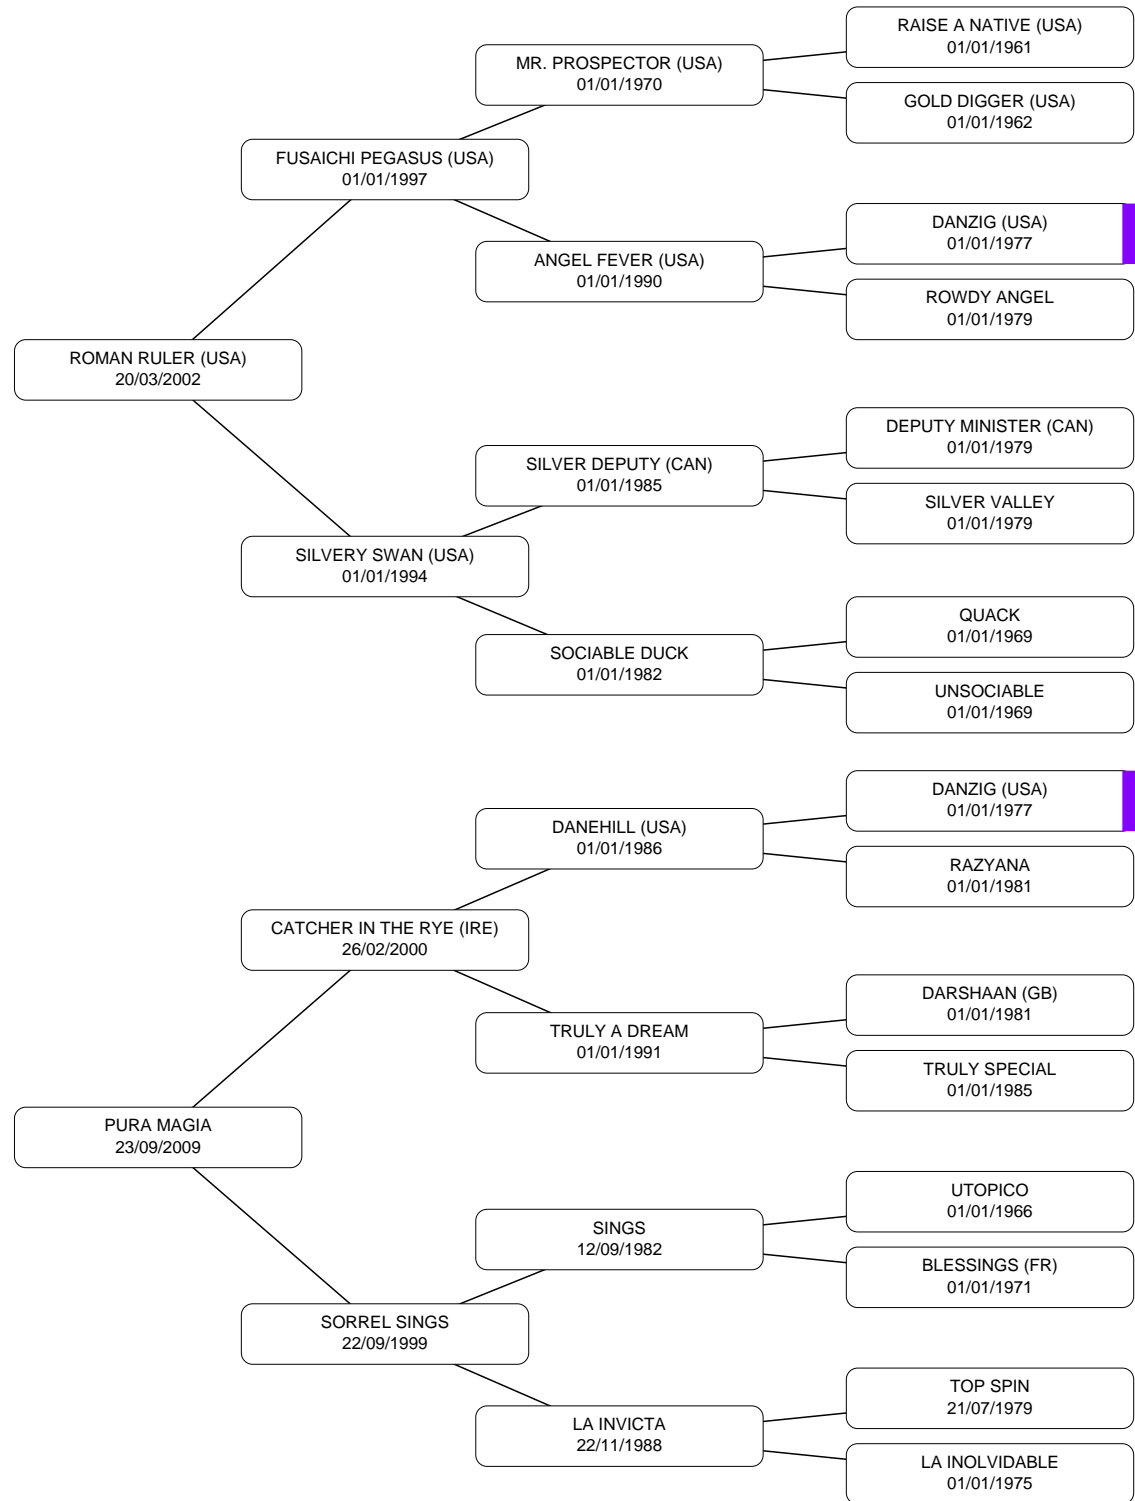 RAISE A NATIVE (USA)
01/01/1961
MR. PROSPECTOR (USA)
01/01/1970
GOLD DIGGER (USA)
01/01/1962
FUSAICHI PEGASUS (USA)
01/01/1997
DANZIG (USA)
01/01/1977
ANGEL FEVER (USA)
01/01/1990
ROWDY ANGEL
01/01/1979
ROMAN RULER (USA)
20/03/2002
DEPUTY MINISTER (CAN)
01/01/1979
SILVER DEPUTY (CAN)
01/01/1985
SILVER VALLEY
01/01/1979
SILVERY SWAN (USA)
01/01/1994
QUACK
01/01/1969
SOCIABLE DUCK
01/01/1982
UNSOCIABLE
01/01/1969
DANZIG (USA)
01/01/1977
DANEHILL (USA)
01/01/1986
RAZYANA
01/01/1981
CATCHER IN THE RYE (IRE)
26/02/2000
DARSHAAN (GB)
01/01/1981
TRULY A DREAM
01/01/1991
TRULY SPECIAL
01/01/1985
PURA MAGIA
23/09/2009
UTOPICO
01/01/1966
SINGS
12/09/1982
BLESSINGS (FR)
01/01/1971
SORREL SINGS
22/09/1999
TOP SPIN
21/07/1979
LA INVICTA
22/11/1988
LA INOLVIDABLE
01/01/1975